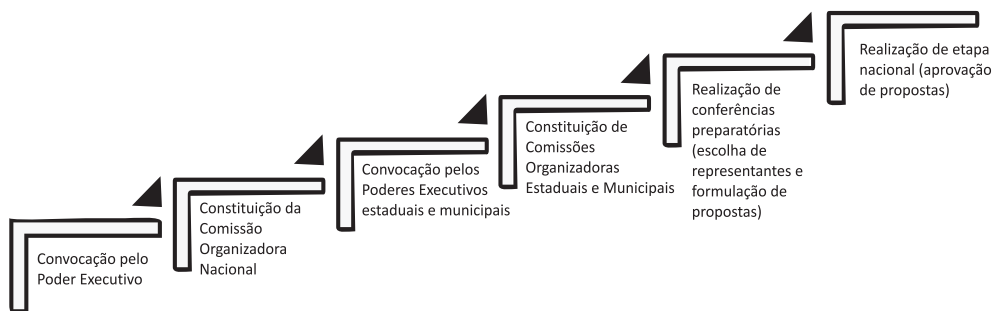 Convocação pelo
Poder Executivo
Constituição da
Comissão
Organizadora
Nacional
Convocação pelos
Poderes Executivos
estaduais e municipais
Constituição de
Comissões
Organizadoras
Estaduais e Municipais
Realização de
conferências
preparatórias
(escolha de
representantes e
formulação de
propostas)
Realização de etapa
nacional (aprovação
de propostas)